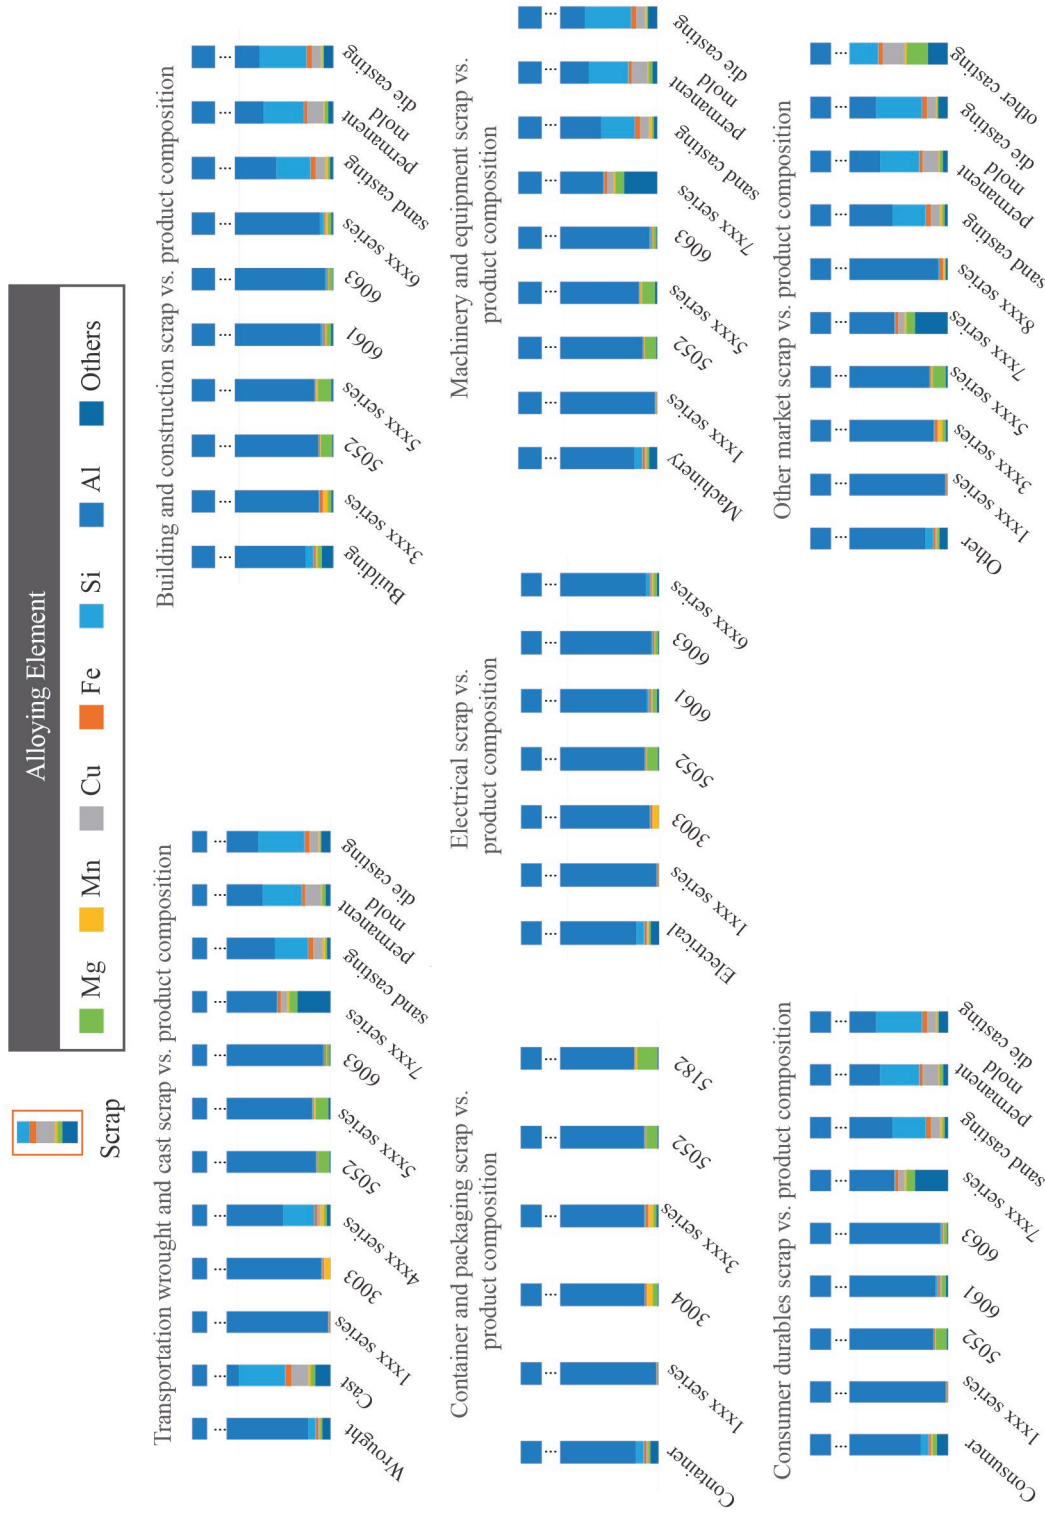 Scrap
Alloying Element
Mg Mn Cu Fe Si Al Others
Transportation wrought and cast scrap vs. product composition
...
...
...
...
...
...
...
...
...
...
...
...
Wrought
Cast
1xxx series
3003
4xxx series
5052
5xxx series
6063
7xxx series
sand casting
permanent
mold
die casting
Building and construction scrap vs. product composition
...
...
...
...
...
...
...
...
...
...
Building
3xxx series
5052
5xxx series
6061
6063
6xxx series
sand casting
permanent
mold
die casting
Container and packaging scrap vs.
product composition
...
...
...
...
...
...
Container
1xxx series
3004
3xxx series
5052
5182
Electrical scrap vs.
product composition
...
...
...
...
...
...
...
Electrical
1xxx series
3003
5052
6061
6063
6xxx series
Machinery and equipment scrap vs.
product composition
...
...
...
...
...
...
...
...
...
Machinery
1xxx series
5052
5xxx series
6063
7xxx series
sand casting
permanent
mold
die casting
Consumer durables scrap vs. product composition
...
...
...
...
...
...
...
...
...
Consumer
1xxx series
5052
6061
6063
7xxx series
sand casting
permanent
mold
die casting
Other market scrap vs. product composition
...
...
...
...
...
...
...
...
...
...
Other
1xxx series
3xxx series
5xxx series
7xxx series
8xxx series
sand casting
permanent
mold
die casting
other casting